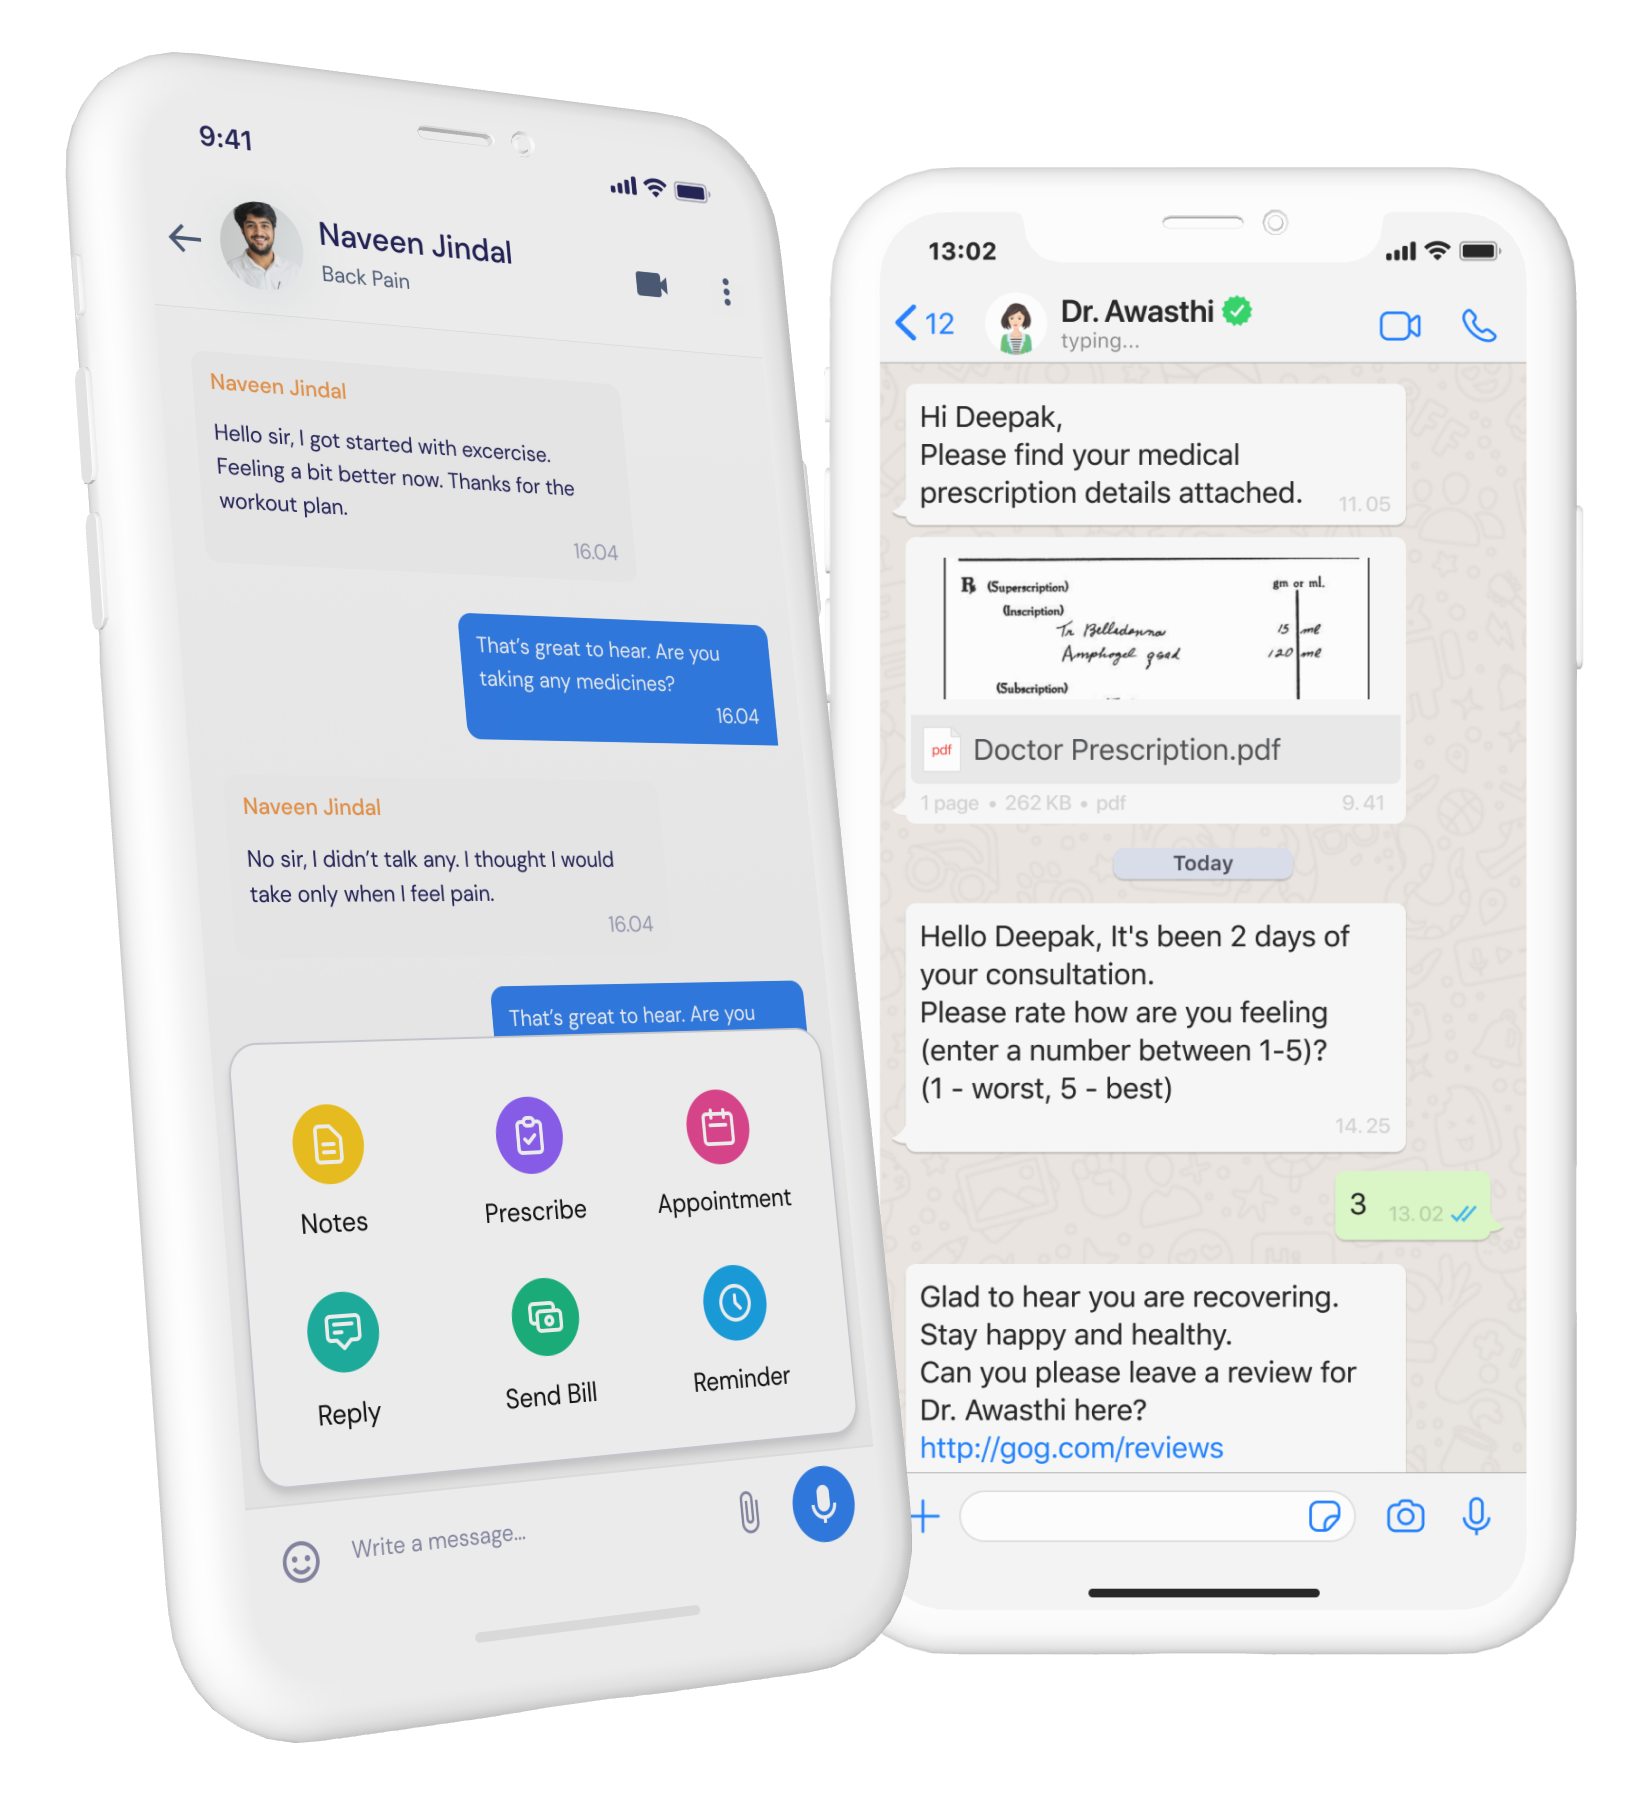 9:41
Naveen Jindal
Back Pain
Naveen Jindal
Hello sir, I got started with excercise.
Feeling a bit better now. Thanks for the
workout plan.
16.04
That's great to hear. Are you
taking any medicines?
16.04
Naveen Jindal
No sir, I didn't talk any. I thought I would
take only when I feel pain.
16.04
That's great to hear. Are you
Notes
Prescribe
Appointment
Reply
Send Bill
Reminder
Write a message...
13:02
12
Dr. Awasthi
typing...
Hi Deepak,
Please find your medical
prescription details attached.
11.05
℞ (Superscription)
gm or ml.
(Inscription)
Tr Belladonna 15 ml
Amphogel qsad 120 ml
(Subscription)
pdf
Doctor Prescription.pdf
1 page • 262 KB • pdf
9.41
Today
Hello Deepak, It's been 2 days of
your consultation.
Please rate how are you feeling
(enter a number between 1-5)?
(1 - worst, 5 - best)
14.25
3
13.02
Glad to hear you are recovering.
Stay happy and healthy.
Can you please leave a review for
Dr. Awasthi here?
http://gog.com/reviews